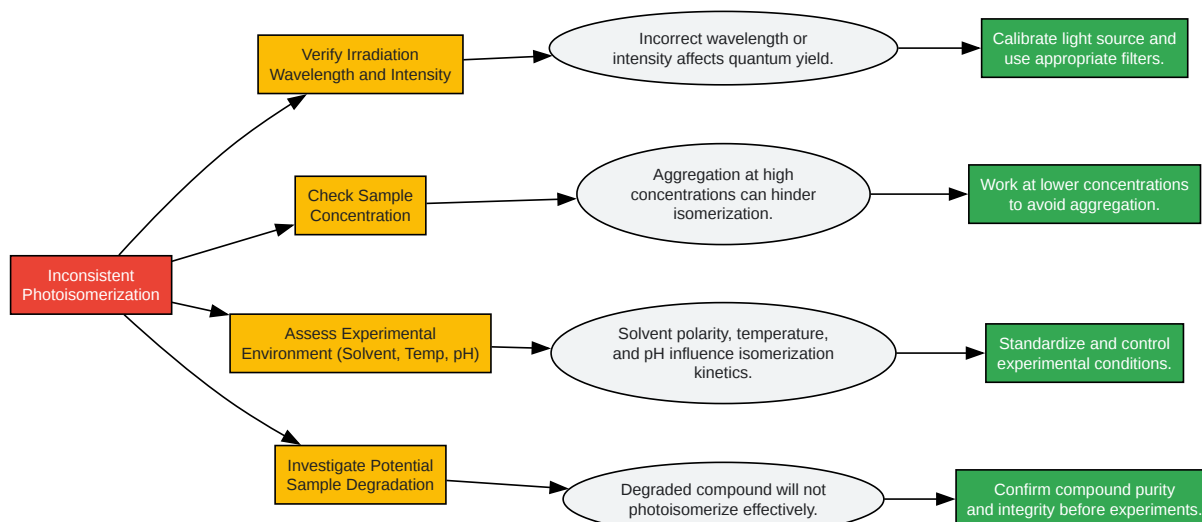 Verify Irradiation
Wavelength and Intensity
Incorrect wavelength or
intensity affects quantum yield.
Calibrate light source and
use appropriate filters.
Check Sample
Concentration
Aggregation at high
concentrations can hinder
isomerization.
Work at lower concentrations
to avoid aggregation.
Inconsistent
Photoisomerization
Assess Experimental
Environment (Solvent, Temp, pH)
Solvent polarity, temperature,
and pH influence isomerization
kinetics.
Standardize and control
experimental conditions.
Investigate Potential
Sample Degradation
Degraded compound will not
photoisomerize effectively.
Confirm compound purity
and integrity before experiments.